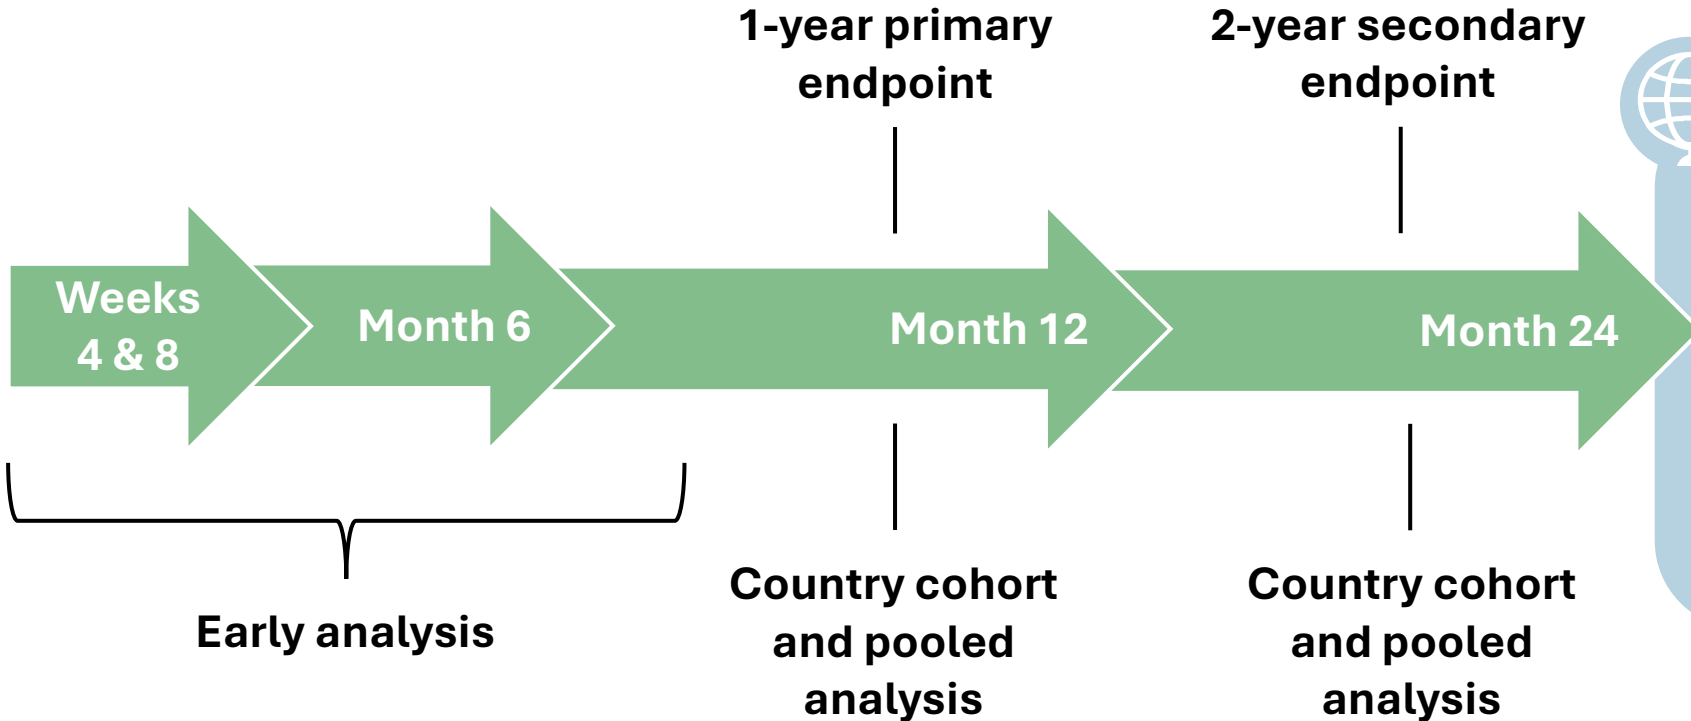 1-year primary
endpoint
2-year secondary
endpoint
Weeks
4 & 8
Month 6
Month 12
Month 24
Early analysis
Country cohort
and pooled
analysis
Country cohort
and pooled
analysis